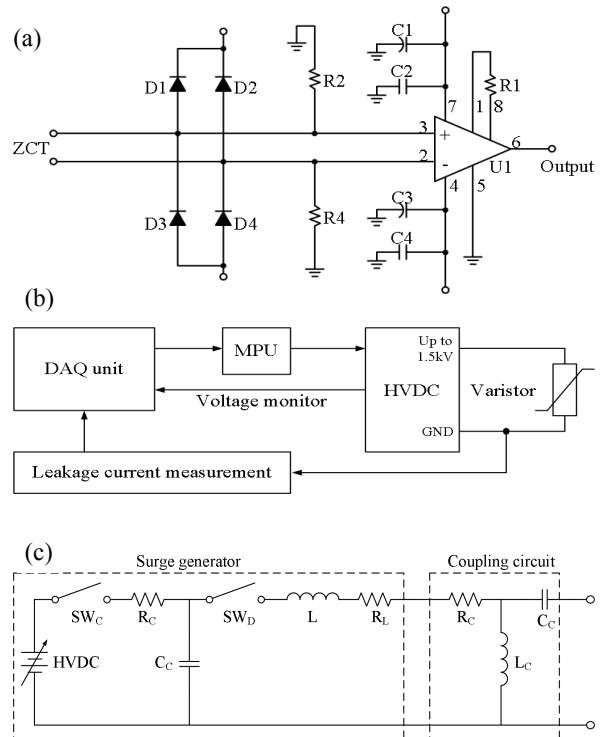 (a)
C1
C2
D1
D2
R2
R1
7
1
8
3
+
ZCT
2
-
6
U1
Output
4
5
D3
D4
R4
C3
C4
(b)
DAQ unit
MPU
Up to
1.5kV
HVDC
Varistor
Voltage monitor
GND
Leakage current measurement
(c)
Surge generator
Coupling circuit
SWC
RC
SWD
L
RL
RC
CC
HVDC
CC
LC